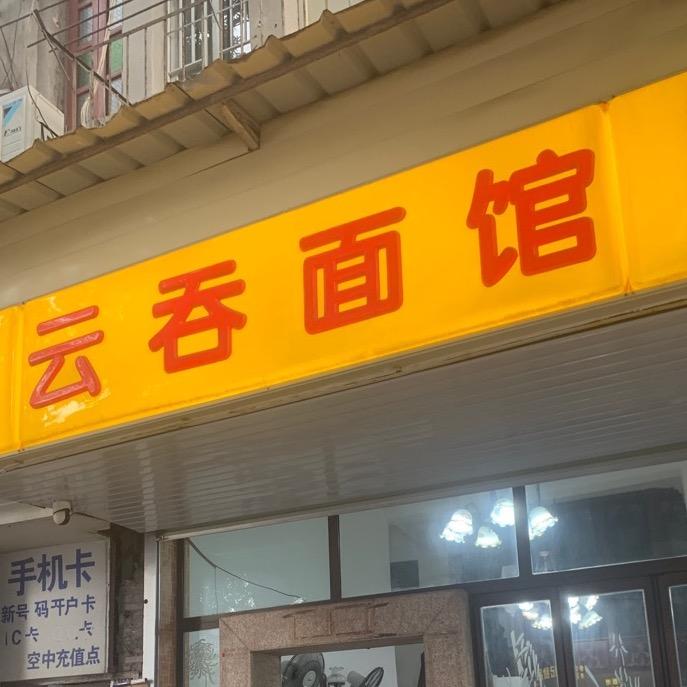 云吞面馆
手机卡
新号 码开户卡
IC卡 卡
空中充值点